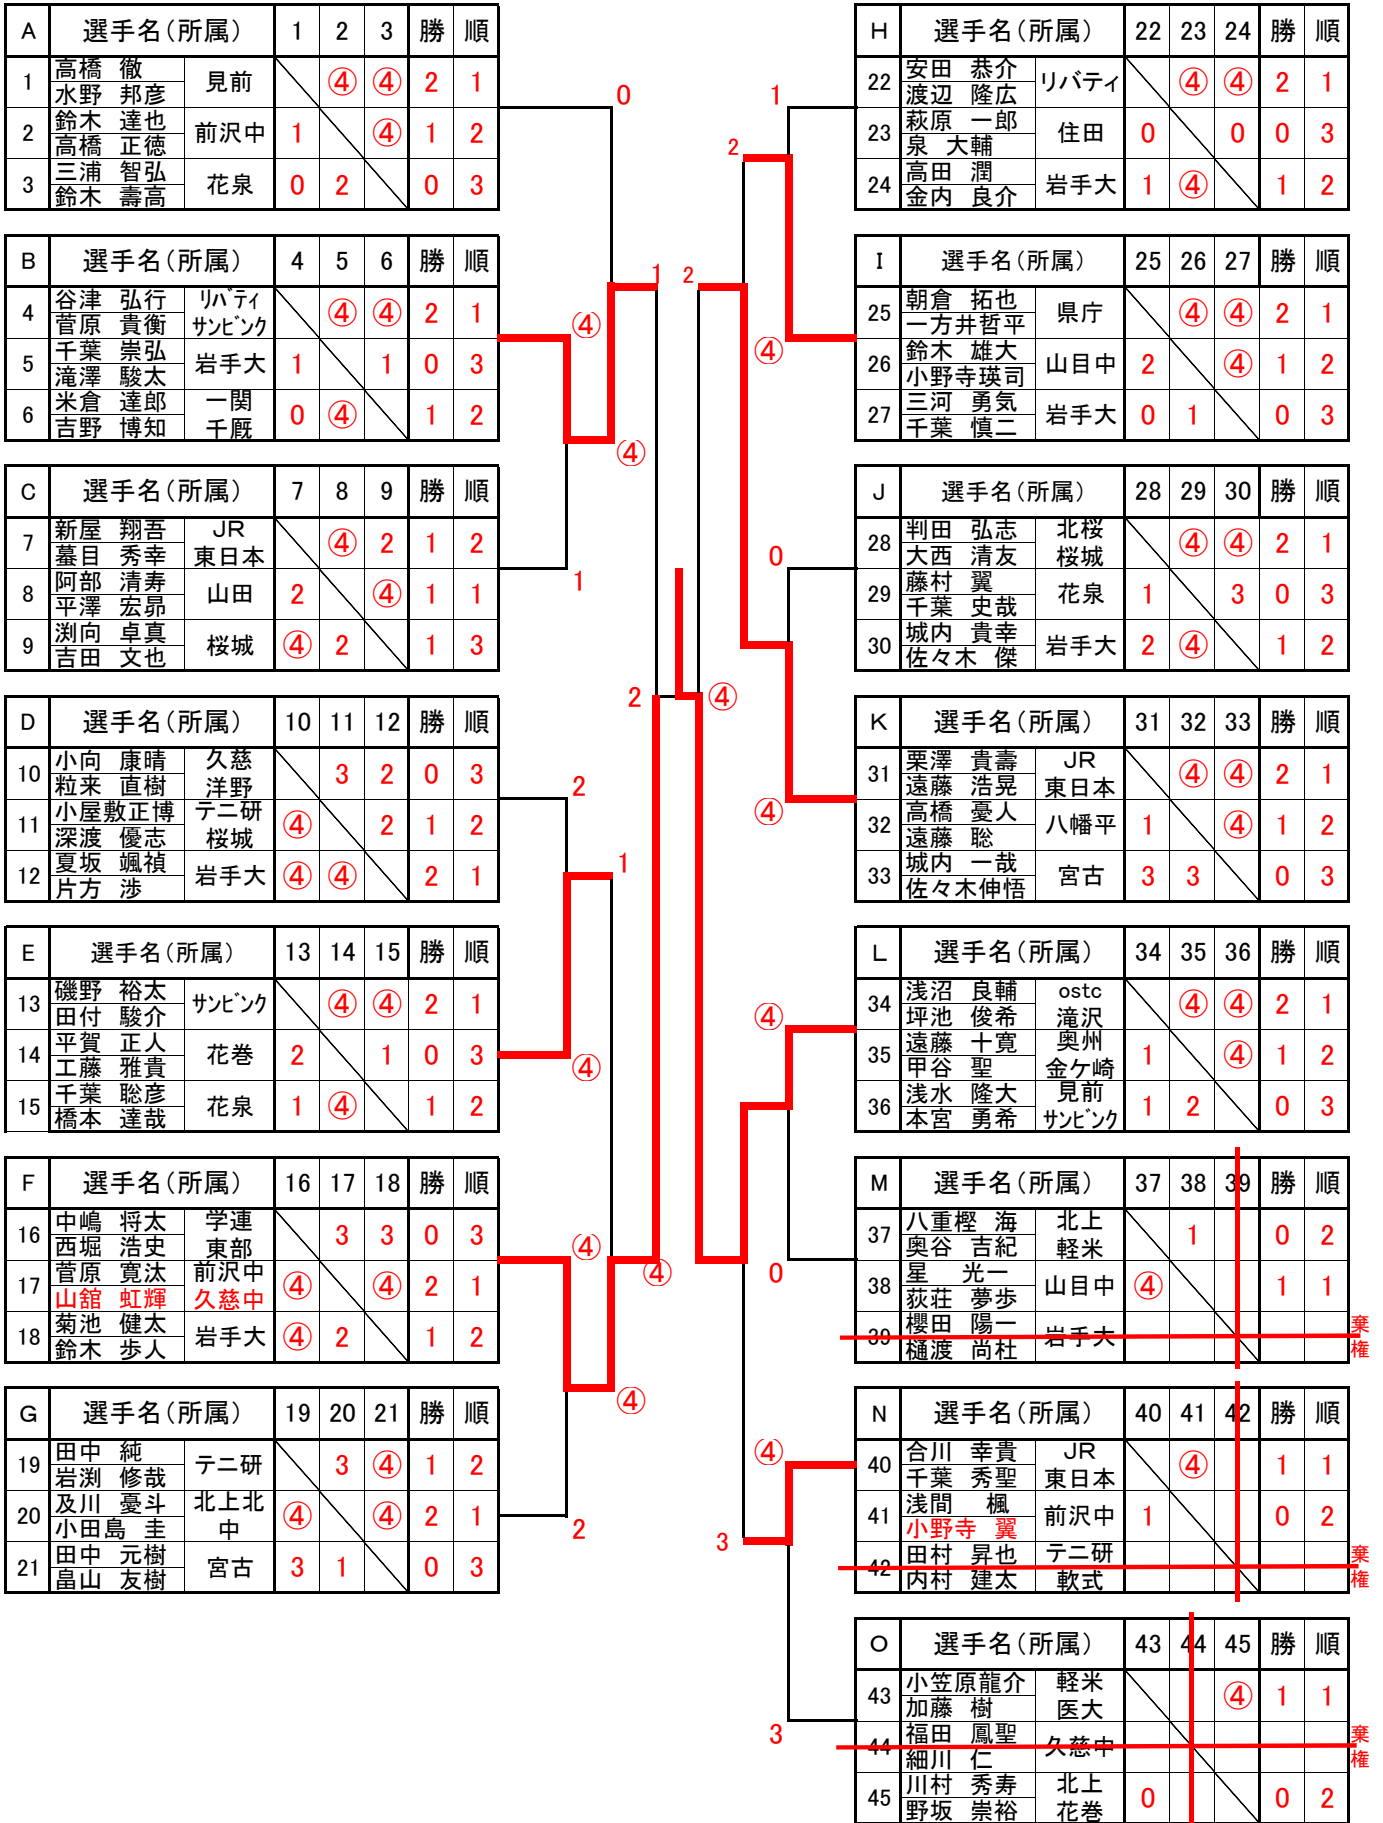 A 選手名(所属) 1 2 3 勝 順
高橋 徹
1 見前 ④ ④ 2 1
水野 邦彦
鈴木 達也
2 前沢中 1 ④ 1 2
高橋 正徳
三浦 智弘
3 花泉 0 2 0 3
鈴木 壽高
B 選手名(所属) 4 5 6 勝 順
谷津 弘行 リバティ
4 ④ ④ 2 1
菅原 貴衡 サンビンク
千葉 崇弘
5 岩手大 1 1 0 3
滝澤 駿太
米倉 達郎 一関
6 0 ④ 1 2
吉野 博知 千厩
C 選手名(所属) 7 8 9 勝 順
新屋 翔吾 JR
7 ④ 2 1 2
蟇目 秀幸 東日本
阿部 清寿
8 山田 2 ④ 1 1
平澤 宏昴
渕向 卓真
9 桜城 ④ 2 1 3
吉田 文也
D 選手名(所属) 10 11 12 勝 順
小向 康晴 久慈
10 3 2 0 3
粒来 直樹 洋野
小屋敷正博 テニ研
11 ④ 2 1 2
深渡 優志 桜城
夏坂 颯禎
12 岩手大 ④ ④ 2 1
片方 渉
E 選手名(所属) 13 14 15 勝 順
磯野 裕太
13 サンビンク ④ ④ 2 1
田付 駿介
平賀 正人
14 花巻 2 1 0 3
工藤 雅貴
千葉 聡彦
15 花泉 1 ④ 1 2
橋本 達哉
F 選手名(所属) 16 17 18 勝 順
中嶋 将太 学連
16 3 3 0 3
西堀 浩史 東部
菅原 寛汰 前沢中
17 ④ ④ 2 1
山舘 虹輝 久慈中
菊池 健太
18 岩手大 ④ 2 1 2
鈴木 歩人
G 選手名(所属) 19 20 21 勝 順
田中 純
19 テニ研 3 ④ 1 2
岩渕 修哉
及川 憂斗 北上北
20 ④ ④ 2 1
小田島 圭 中
田中 元樹
21 宮古 3 1 0 3
畠山 友樹
0
④
1
④
1
2
2
1
④
④
④
④
2
1
2
2
④
0
④
④
④
0
④
3
3
H 選手名(所属) 22 23 24 勝 順
安田 恭介
22 リバティ ④ ④ 2 1
渡辺 隆広
萩原 一郎
23 住田 0 0 0 3
泉 大輔
高田 潤
24 岩手大 1 ④ 1 2
金内 良介
I 選手名(所属) 25 26 27 勝 順
朝倉 拓也
25 県庁 ④ ④ 2 1
一方井哲平
鈴木 雄大
26 山目中 2 ④ 1 2
小野寺瑛司
三河 勇気
27 岩手大 0 1 0 3
千葉 慎二
J 選手名(所属) 28 29 30 勝 順
判田 弘志 北桜
28 ④ ④ 2 1
大西 清友 桜城
藤村 翼
29 花泉 1 3 0 3
千葉 史哉
城内 貴幸
30 岩手大 2 ④ 1 2
佐々木 傑
K 選手名(所属) 31 32 33 勝 順
栗澤 貴壽 JR
31 ④ ④ 2 1
遠藤 浩晃 東日本
高橋 憂人
32 八幡平 1 ④ 1 2
遠藤 聡
城内 一哉
33 宮古 3 3 0 3
佐々木伸悟
L 選手名(所属) 34 35 36 勝 順
浅沼 良輔 ostc
34 ④ ④ 2 1
坪池 俊希 滝沢
遠藤 十寛 奥州
35 1 ④ 1 2
甲谷 聖 金ケ崎
浅水 隆大 見前
36 1 2 0 3
本宮 勇希 サンビンク
M 選手名(所属) 37 38 39 勝 順
八重樫 海 北上
37 1 0 2
奥谷 吉紀 軽米
星 光一
38 山目中 ④ 1 1
荻荘 夢歩
櫻田 陽一
39 岩手大 棄権
樋渡 尚杜
N 選手名(所属) 40 41 42 勝 順
合川 幸貴 JR
40 ④ 1 1
千葉 秀聖 東日本
浅間 楓
41 前沢中 1 0 2
小野寺 翼
田村 昇也 テニ研
42 棄権
内村 建太 軟式
O 選手名(所属) 43 44 45 勝 順
小笠原龍介 軽米
43 ④ 1 1
加藤 樹 医大
福田 鳳聖
44 久慈中 棄権
細川 仁
川村 秀寿 北上
45 0 0 2
野坂 崇裕 花巻